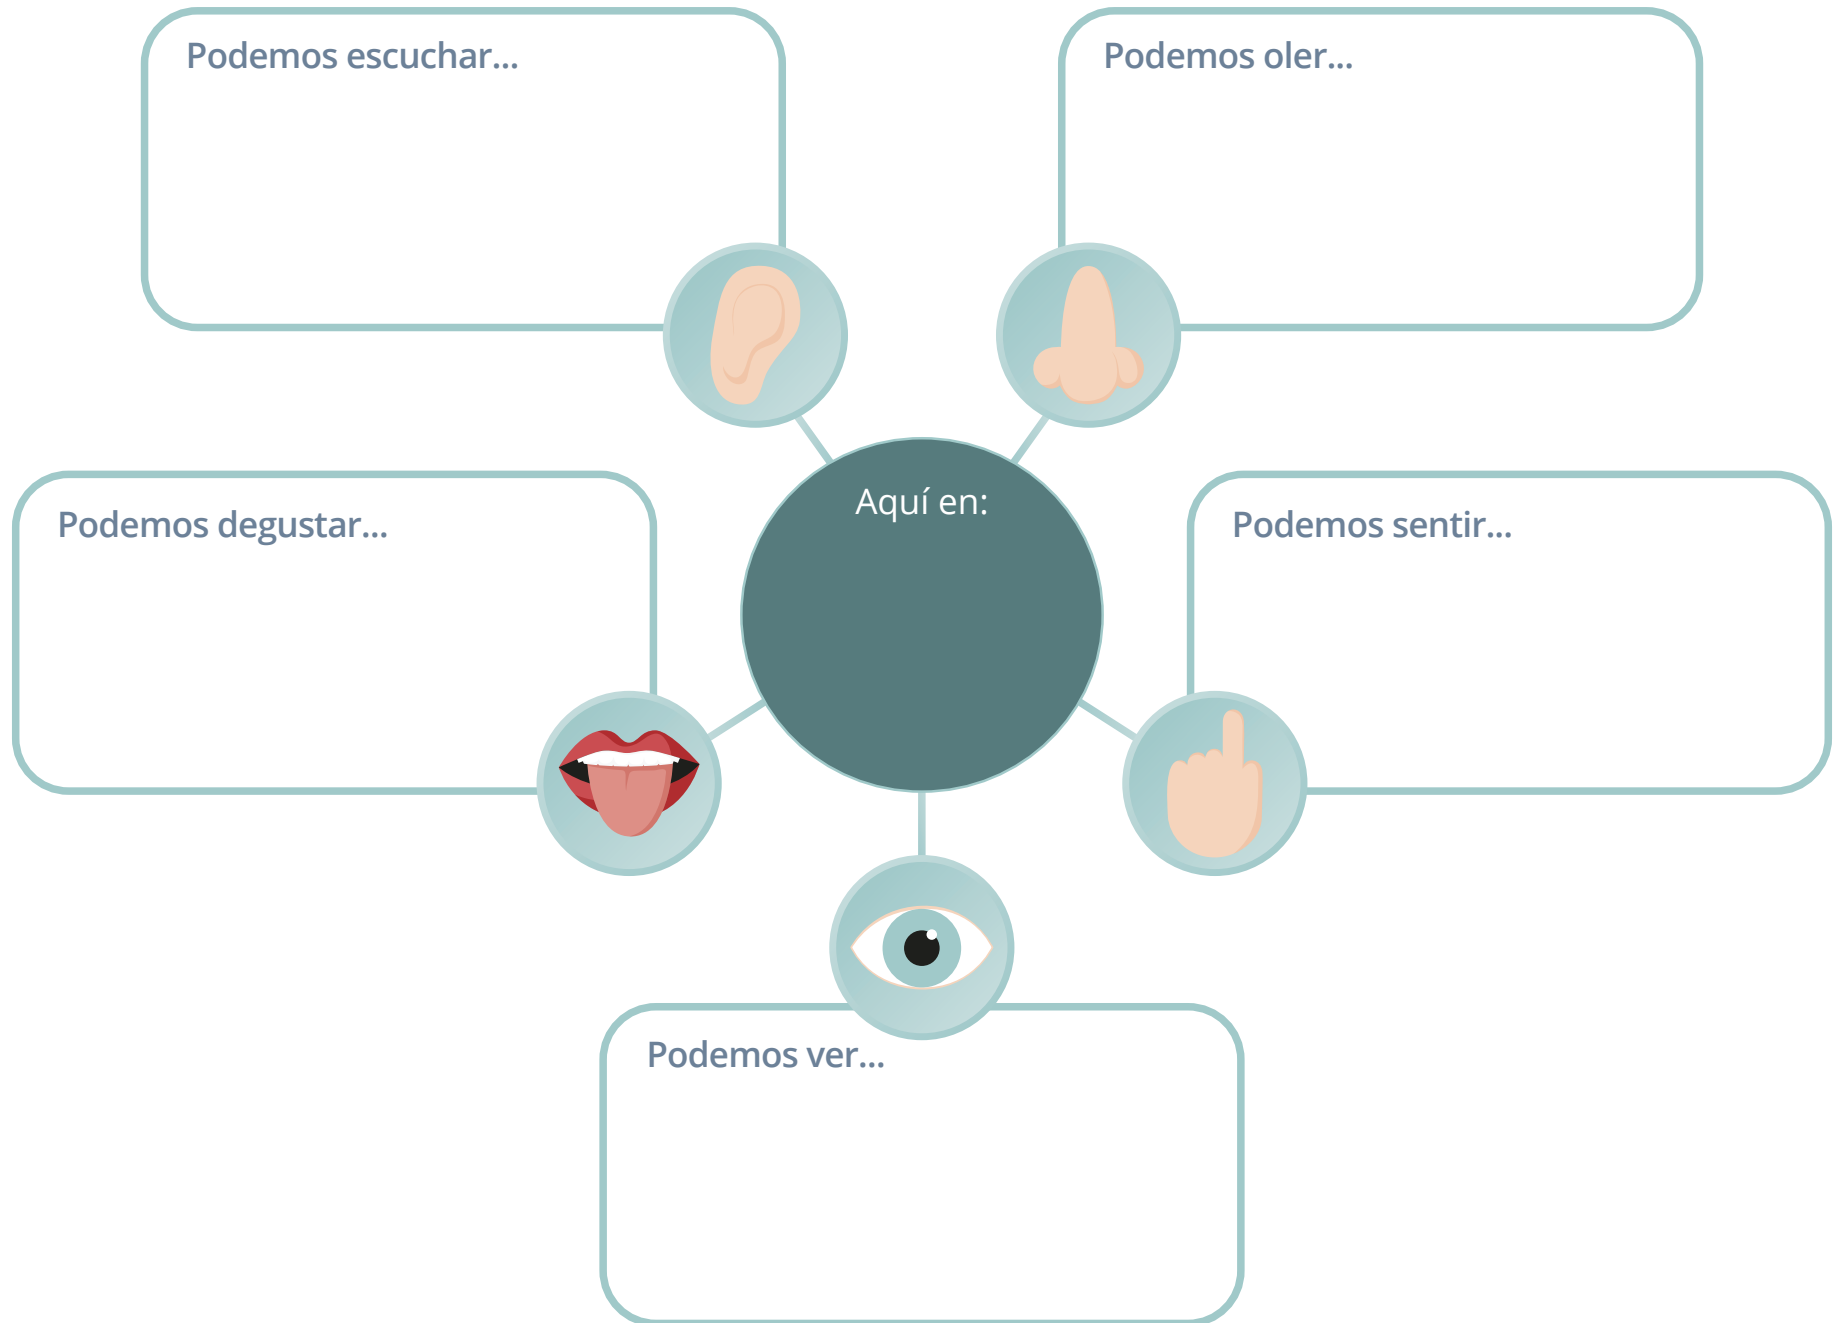 Podemos escuchar...
Podemos oler...
Aquí en:
Podemos degustar...
Podemos sentir...
Podemos ver...